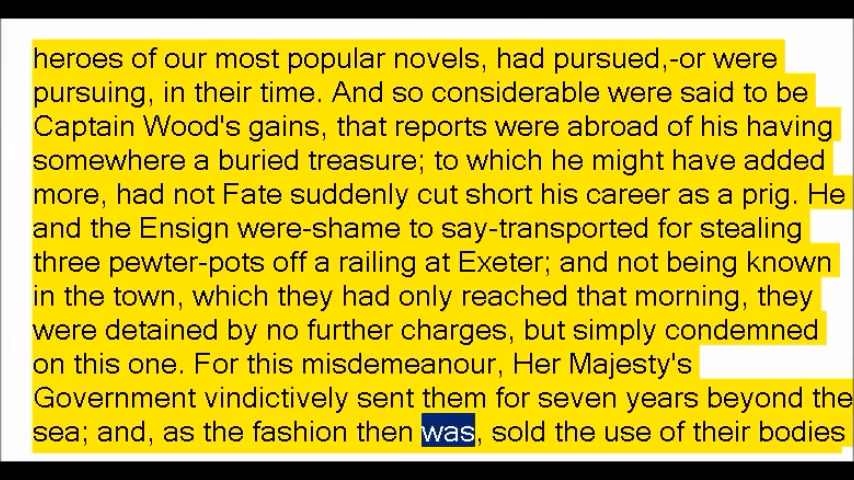 heroes of our most popular novels, had pursued,-or were
pursuing, in their time. And so considerable were said to be
Captain Wood's gains, that reports were abroad of his having
somewhere a buried treasure; to which he might have added
more, had not Fate suddenly cut short his career as a prig. He
and the Ensign were-shame to say-transported for stealing
three pewter-pots off a railing at Exeter; and not being known
in the town, which they had only reached that morning, they
were detained by no further charges, but simply condemned
on this one. For this misdemeanour, Her Majesty's
Government vindictively sent them for seven years beyond the
sea; and, as the fashion then was, sold the use of their bodies